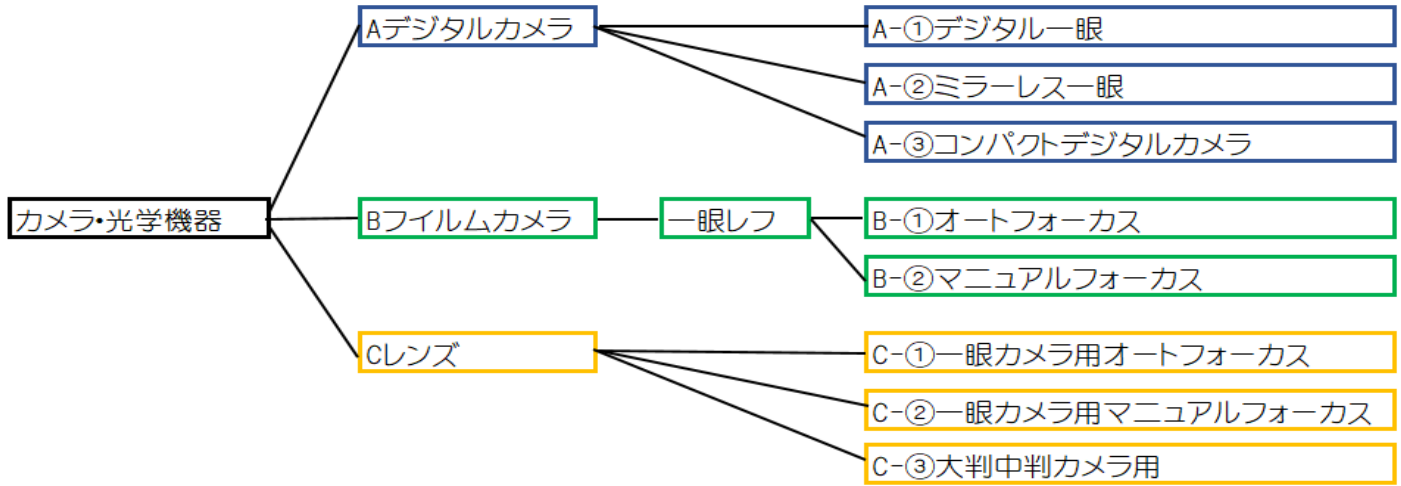 カメラ・光学機器
Aデジタルカメラ
A-①デジタル一眼
A-②ミラーレス一眼
A-③コンパクトデジタルカメラ
Bフイルムカメラ
一眼レフ
B-①オートフォーカス
B-②マニュアルフォーカス
Cレンズ
C-①一眼カメラ用オートフォーカス
C-②一眼カメラ用マニュアルフォーカス
C-③大判中判カメラ用